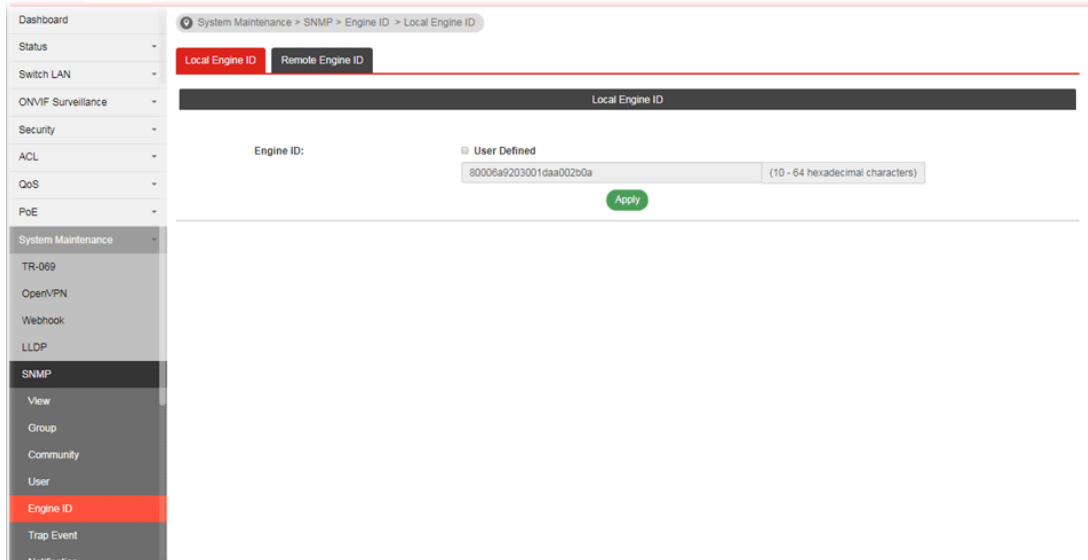 Dashboard
System Maintenance > SNMP > Engine ID > Local Engine ID
Status
Local Engine ID
Remote Engine ID
Switch LAN
ONVIF Surveillance
Local Engine ID
Security
Engine ID:
User Defined
ACL
80006a9203001daa002b0a
(10 - 64 hexadecimal characters)
QoS
Apply
PoE
System Maintenance
TR-069
OpenVPN
Webhook
LLDP
SNMP
View
Group
Community
User
Engine ID
Trap Event